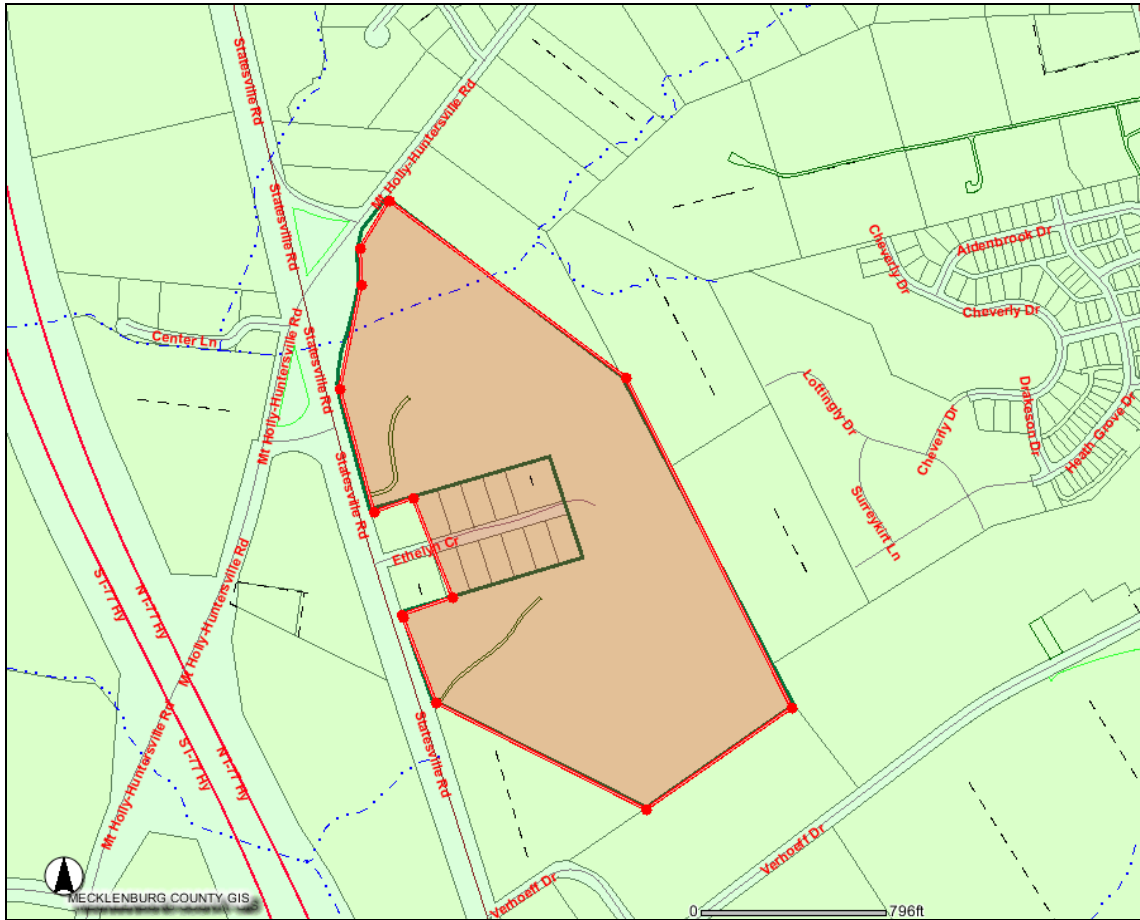 Statesville Rd
Mt Holly-Huntersville Rd
Statesville Rd
Cheverly Dr
Aldenbrook Dr
Cheverly Dr
Center Ln
Mt Holly-Huntersville Rd
Statesville Rd
Loftingly Dr
Cheverly Dr
Drakeson Dr
Heath Grove Dr
Statesville Rd
Surreykirt Ln
Ethelyn Cr
S I-77 Hy
N I-77 Hy
Mt Holly-Huntersville Rd
Statesville Rd
S I-77 Hy
N I-77 Hy
Mt Holly-Huntersville Rd
Verhoeff Dr
Verhoeff Dr
MECKLENBURG COUNTY GIS
0 796ft